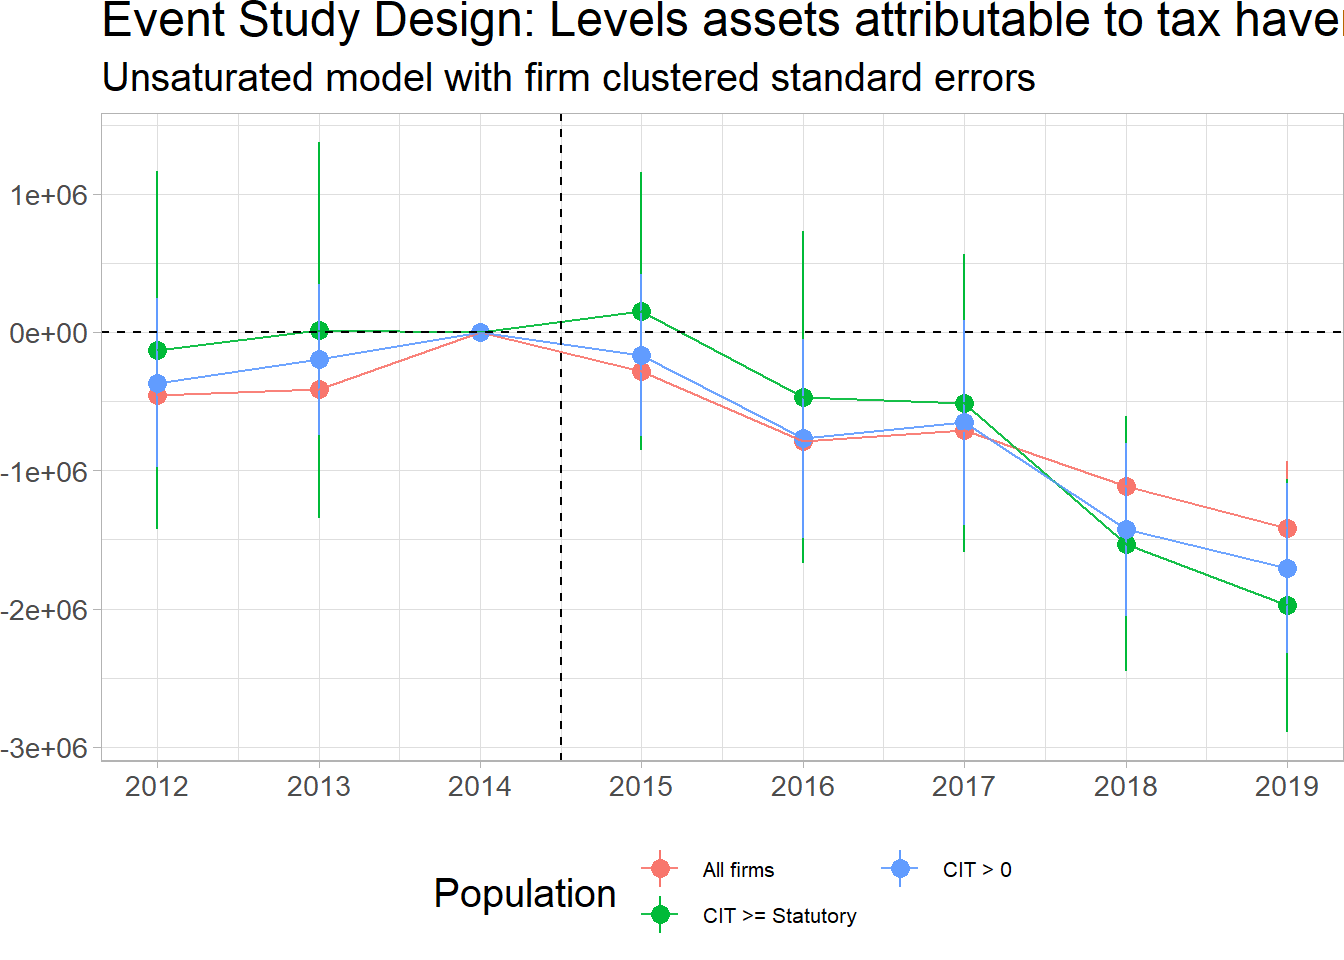 Event Study Design: Levels assets attributable to tax haven
Unsaturated model with firm clustered standard errors
1e+06
0e+00
-1e+06
-2e+06
-3e+06
2012 2013 2014 2015 2016 2017 2018 2019
Population
All firms
CIT > 0
CIT >= Statutory